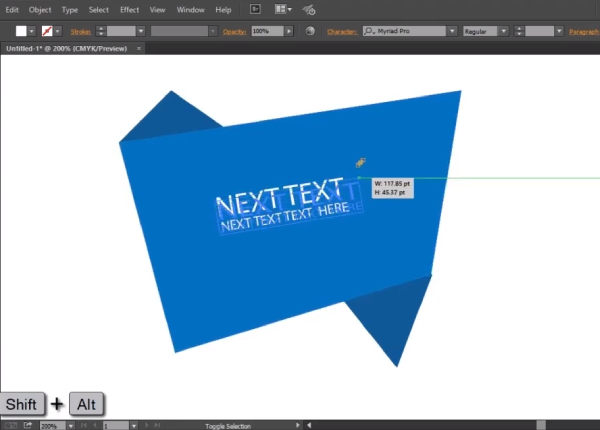 Edit Object Type Select Effect View Window Help Br
Stroke: Opacity: 100% Character: Myriad Pro Regular Paragraph
Untitled-1* @ 200% (CMYK/Preview) ×
NEXT TEXT
NEXT TEXT TEXT HERE
W: 117.85 pt
H: 45.37 pt
Shift + Alt
200% 1 Toggle Selection